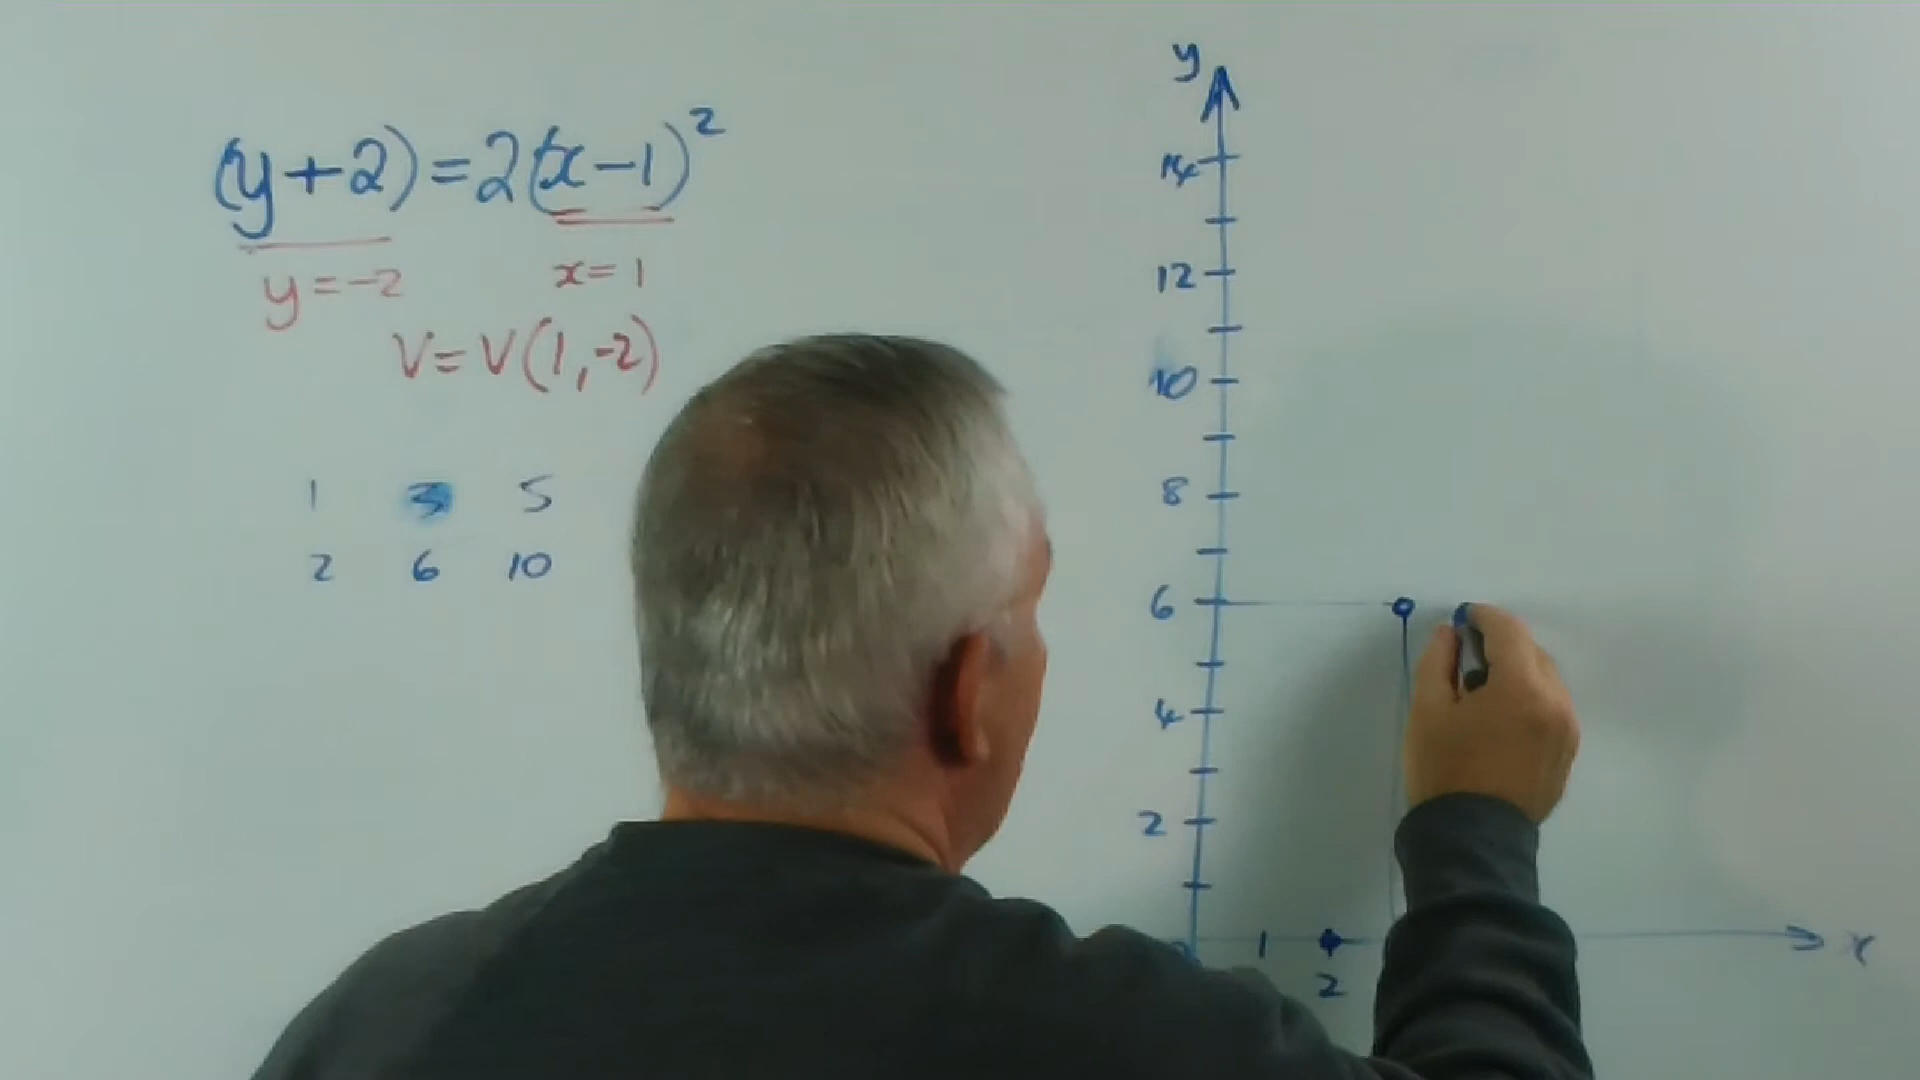 (y+2)=2(x-1)²
y=-2 x=1
V=V(1,-2)
1 3 5
2 6 10
y
14
12
10
8
6
4
2
0 1 x
2